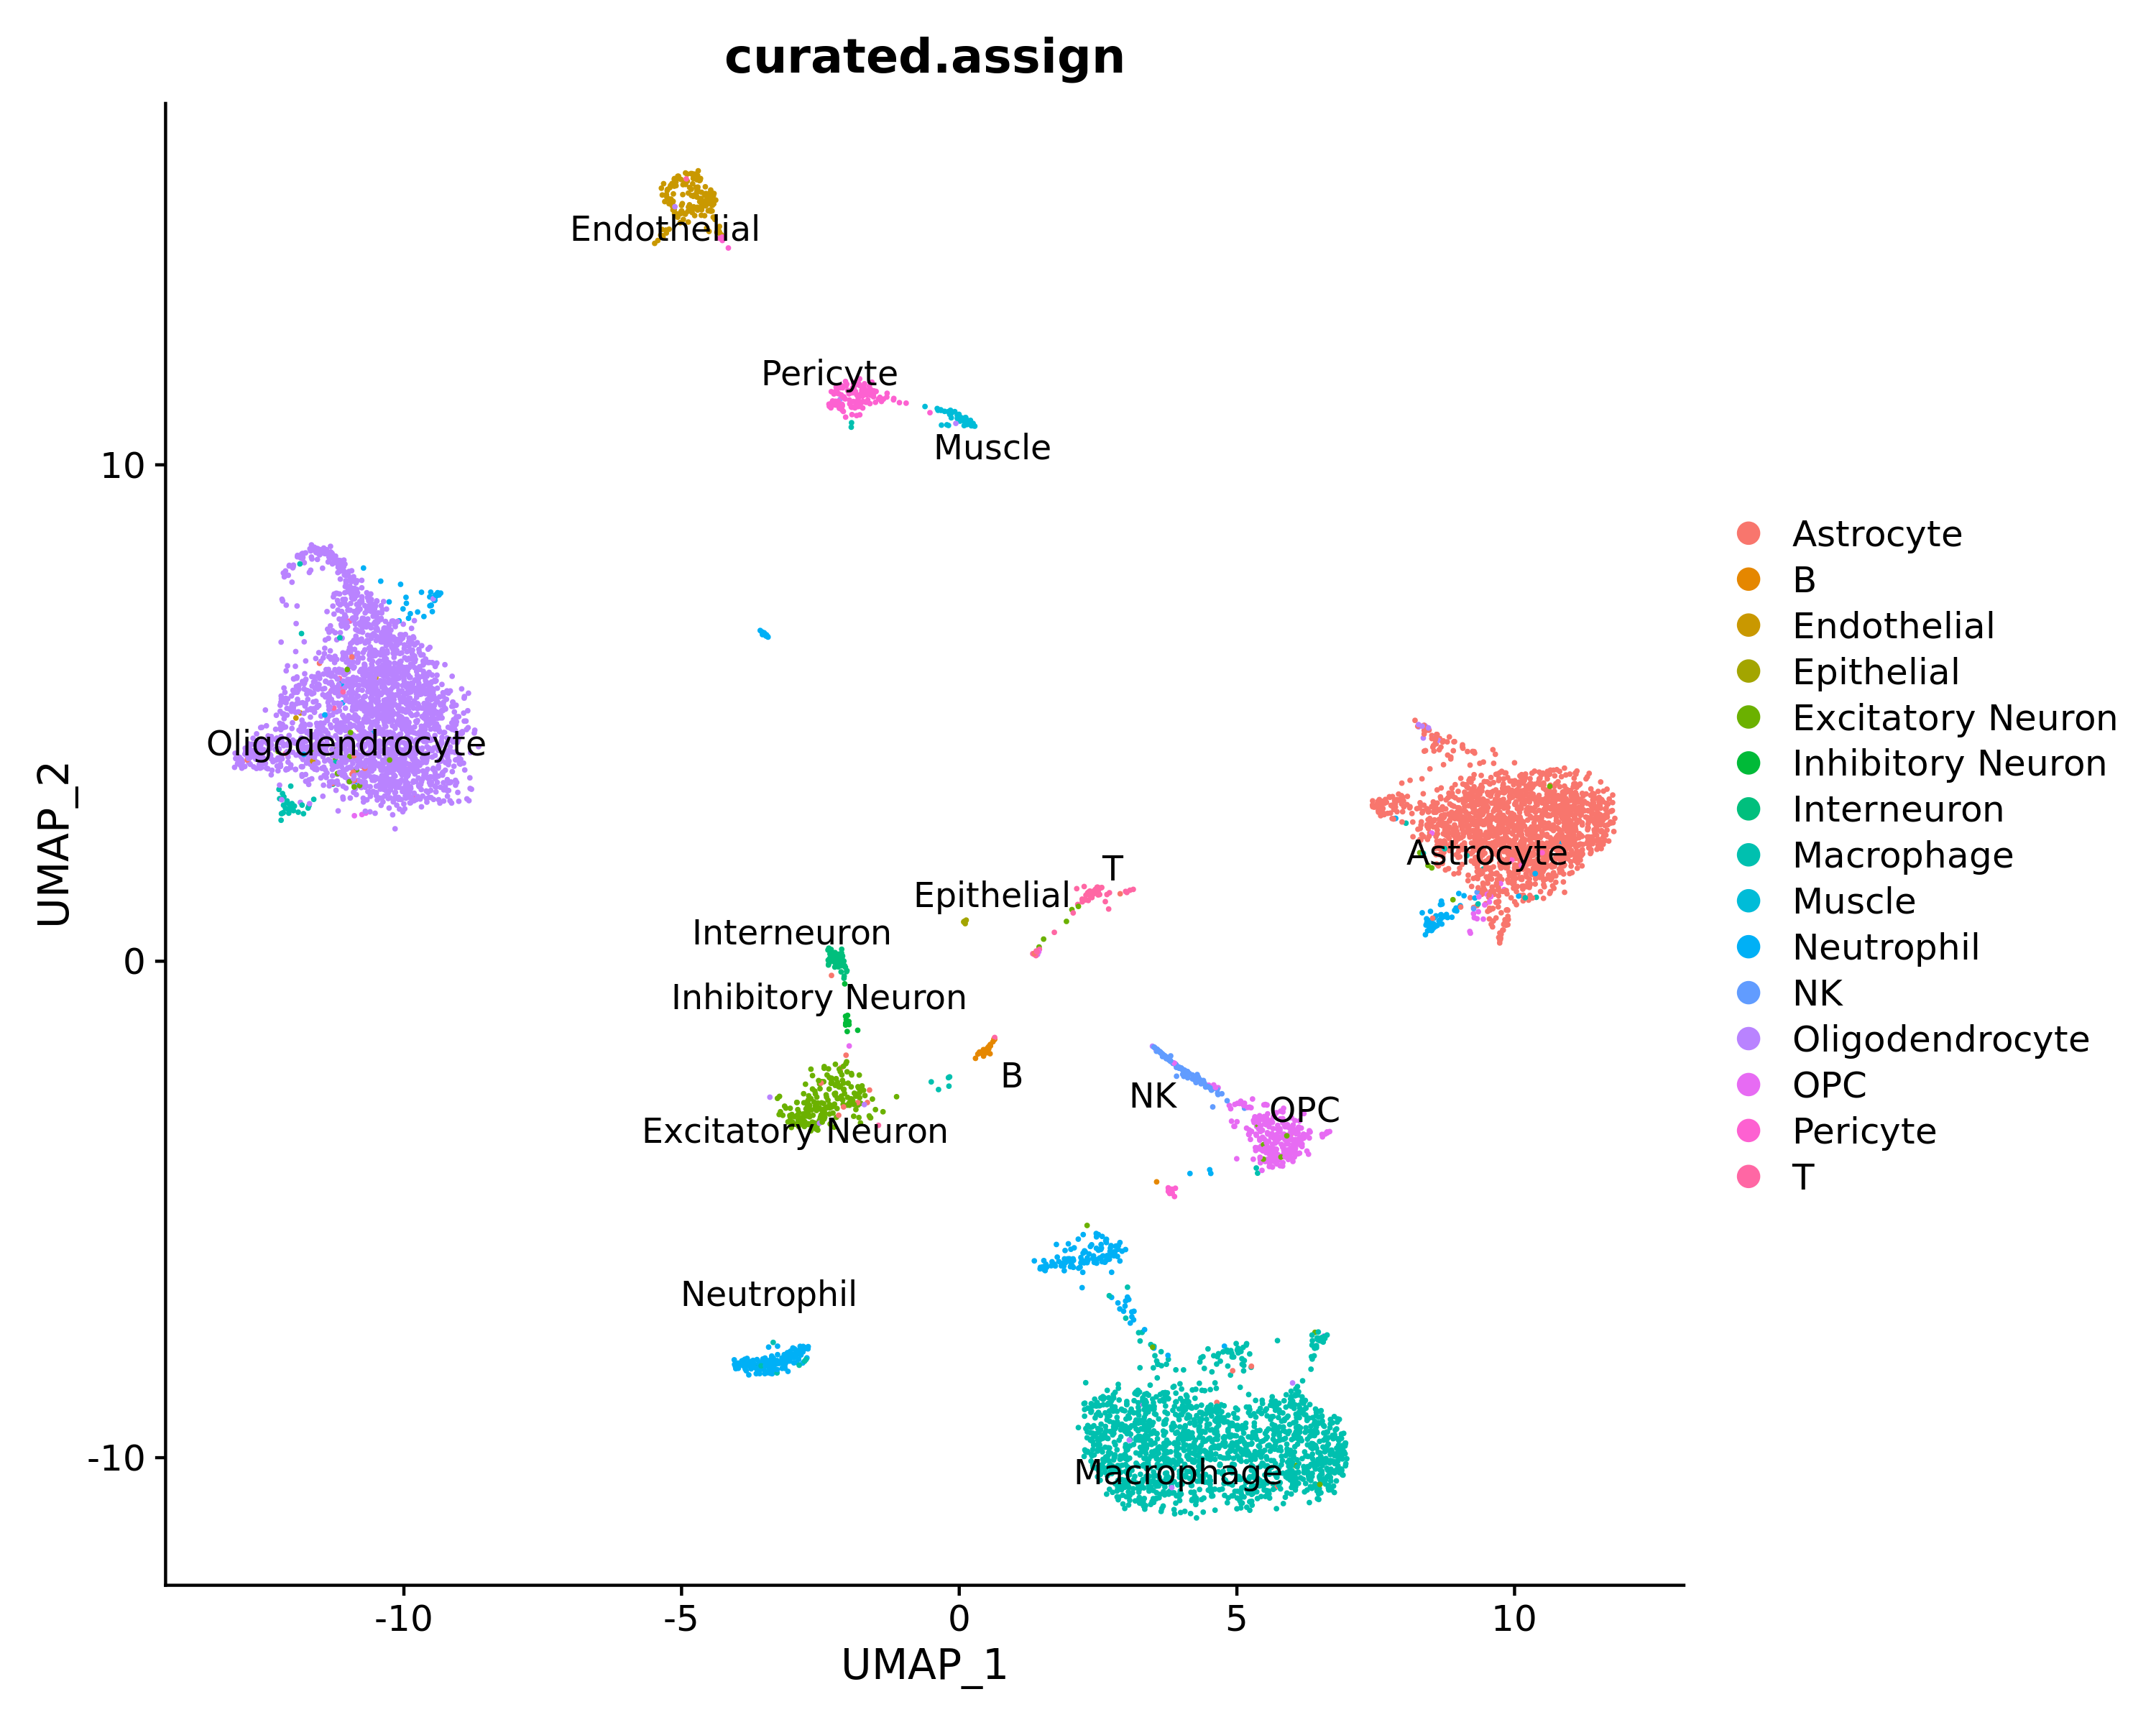 curated.assign
Endothelial
Pericyte
Muscle
10
Oligodendrocyte
Astrocyte
T
Epithelial
Interneuron
0
Inhibitory Neuron
B
NK
OPC
Excitatory Neuron
Neutrophil
-10
Macrophage
UMAP_2
-10 -5 0 5 10
UMAP_1
Astrocyte
B
Endothelial
Epithelial
Excitatory Neuron
Inhibitory Neuron
Interneuron
Macrophage
Muscle
Neutrophil
NK
Oligodendrocyte
OPC
Pericyte
T